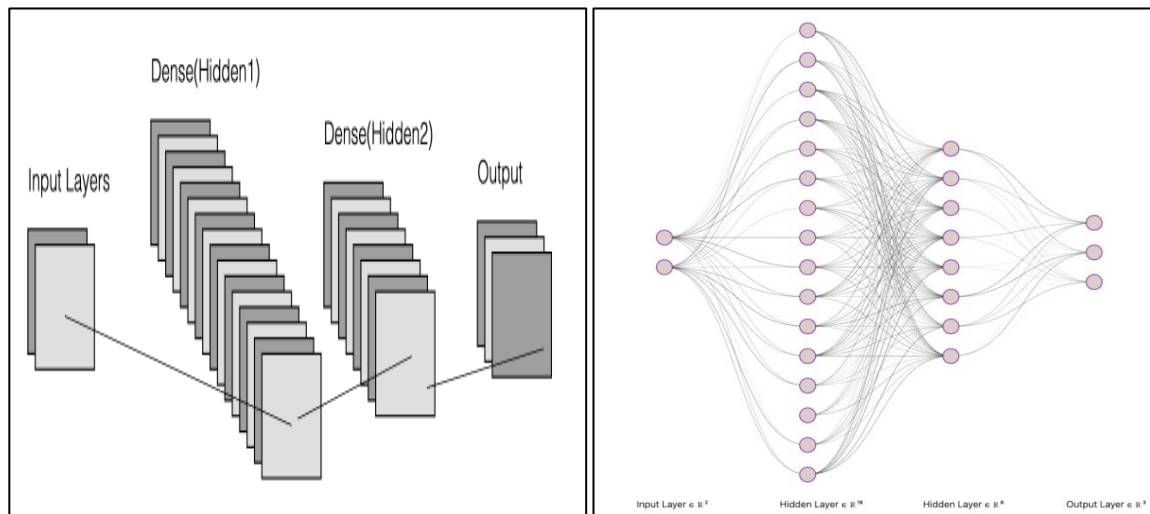 Dense(Hidden1)
Dense(Hidden2)
Input Layers
Output
Input Layer ∈ ℝ²
Hidden Layer ∈ ℝ¹⁶
Hidden Layer ∈ ℝ⁸
Output Layer ∈ ℝ³